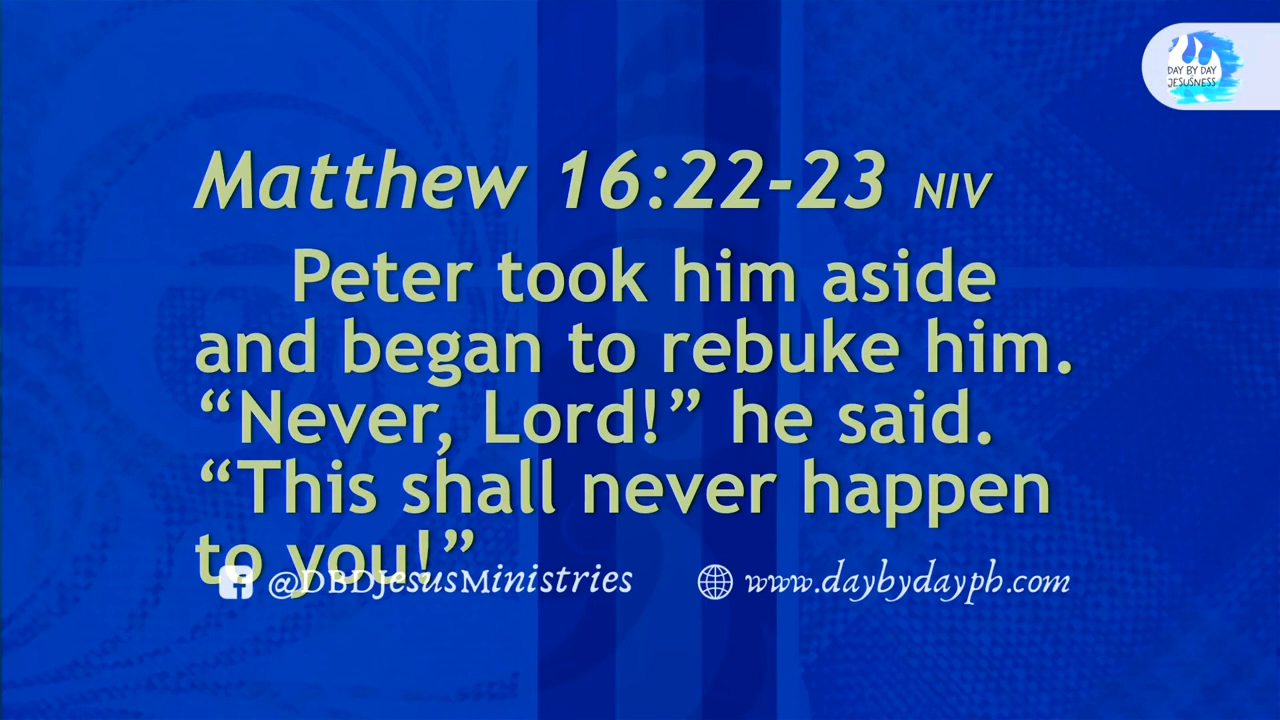 DAY BY DAY
JESUSNESS
Matthew 16:22-23 NIV
Peter took him aside
and began to rebuke him.
“Never, Lord!” he said.
“This shall never happen
to you!”
@DBDJesusMinistries
www.daybydayph.com